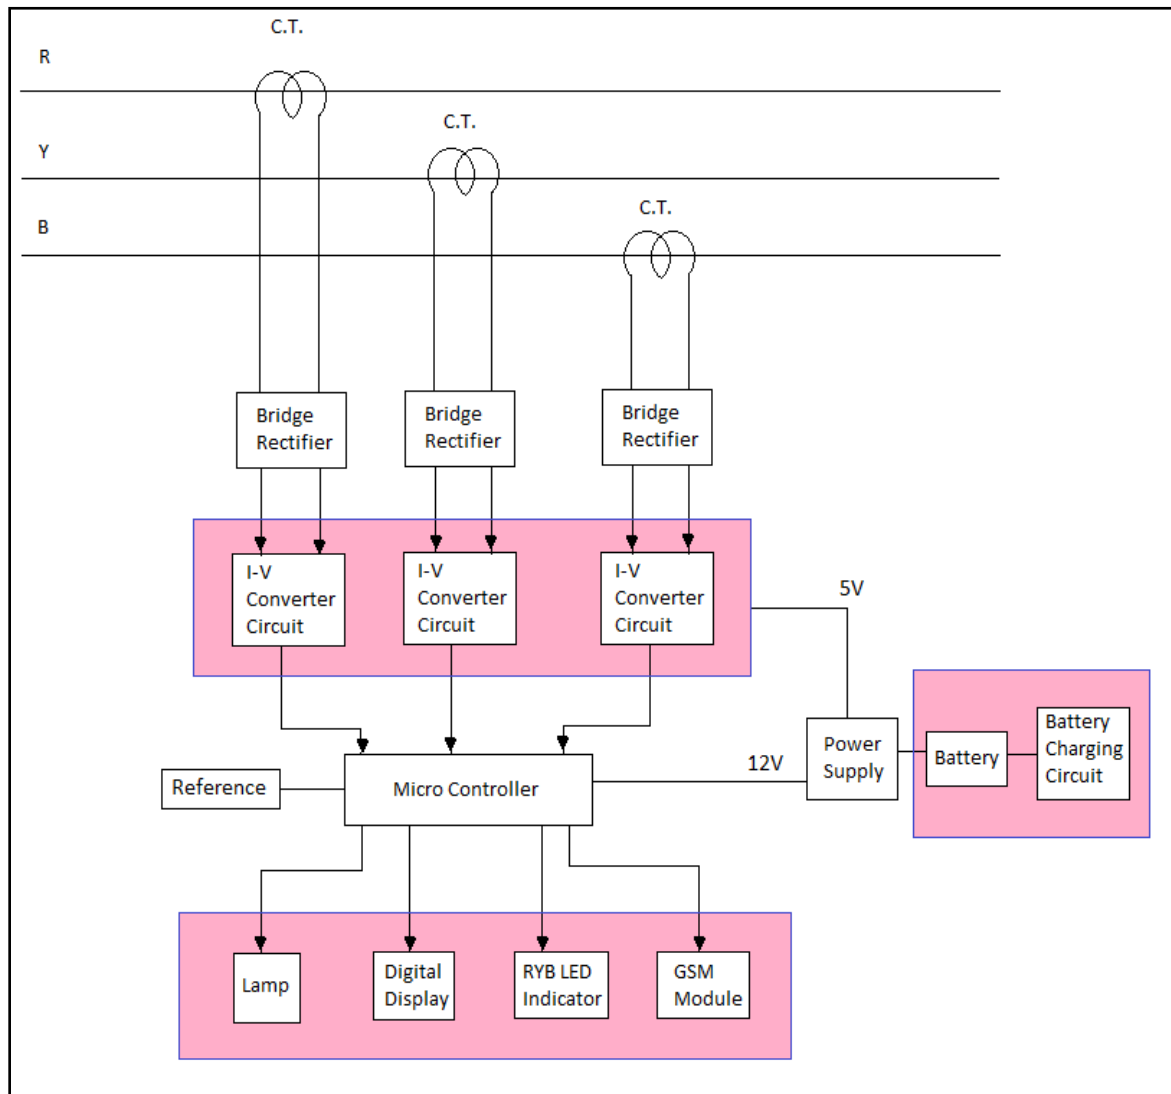 C.T.
R
C.T.
Y
C.T.
B
Bridge
Rectifier
Bridge
Rectifier
Bridge
Rectifier
I-V
Converter
Circuit
I-V
Converter
Circuit
I-V
Converter
Circuit
5V
Battery
Charging
Circuit
Power
Supply
Battery
12V
Reference
Micro Controller
Lamp
Digital
Display
RYB LED
Indicator
GSM
Module